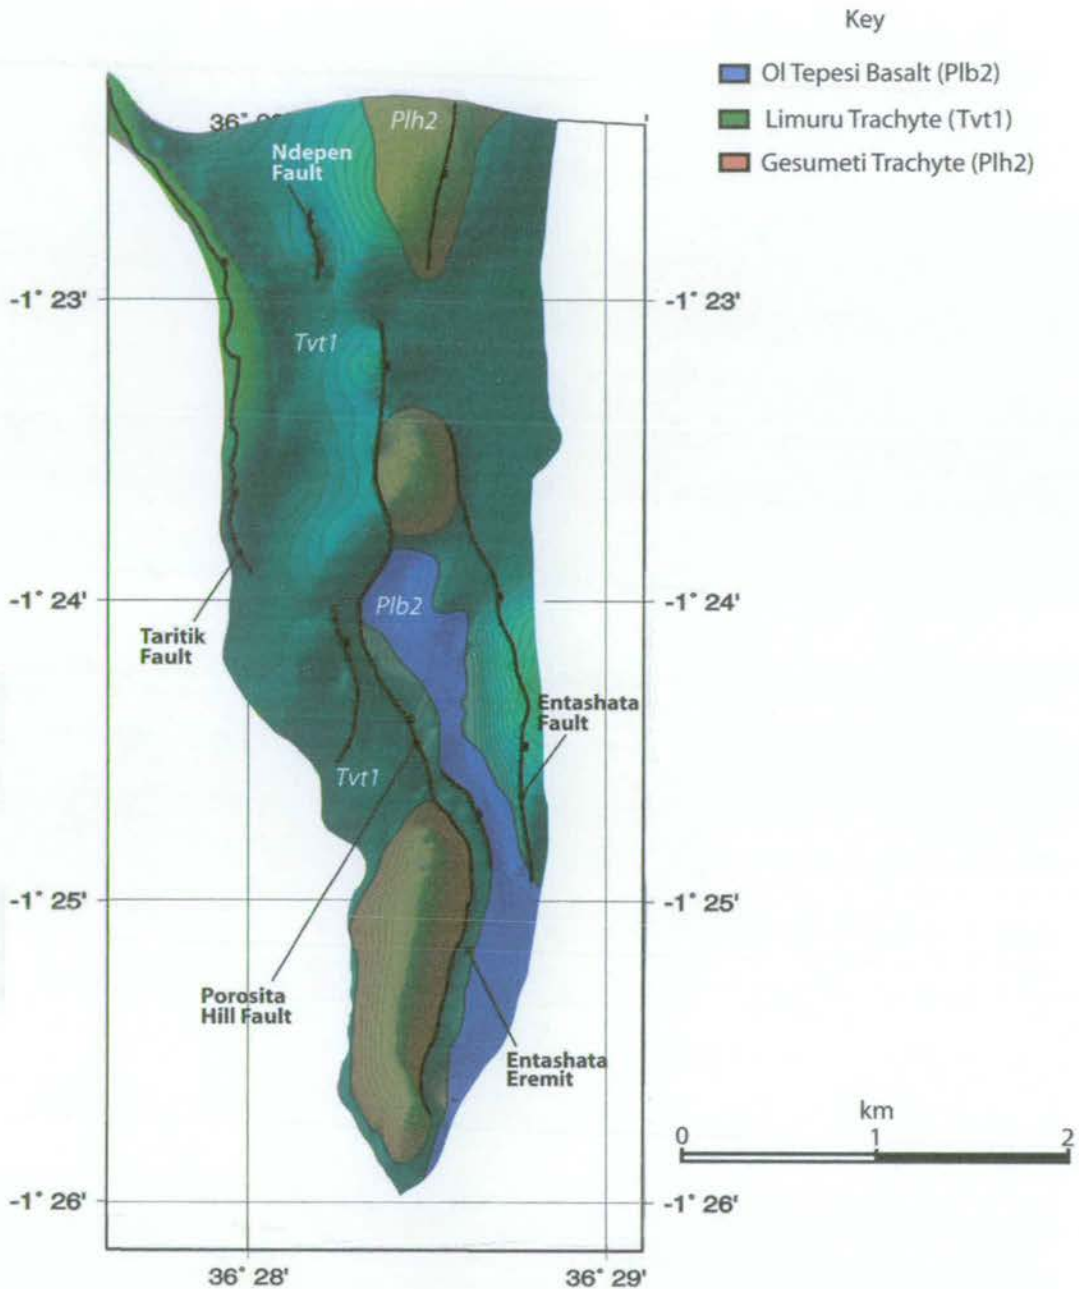 Key
Ol Tepesi Basalt (Plb2)
Limuru Trachyte (Tvt1)
Gesumeti Trachyte (Plh2)
Plh2
Ndepen
Fault
-1° 23'
-1° 23'
Tvt1
-1° 24'
-1° 24'
Plb2
Taritik
Fault
Entashata
Fault
Tvt1
-1° 25'
-1° 25'
Porosita
Hill Fault
Entashata
Eremit
km
0
1
2
-1° 26'
-1° 26'
36° 28'
36° 29'